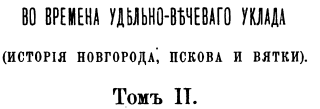 ВО ВРЕМЕНА УДѢЛЬНО-ВѢЧЕВАГО УКЛАДА
(ИСТОРІЯ НОВГОРОДА, ПСКОВА И ВЯТКИ).
Томъ II.